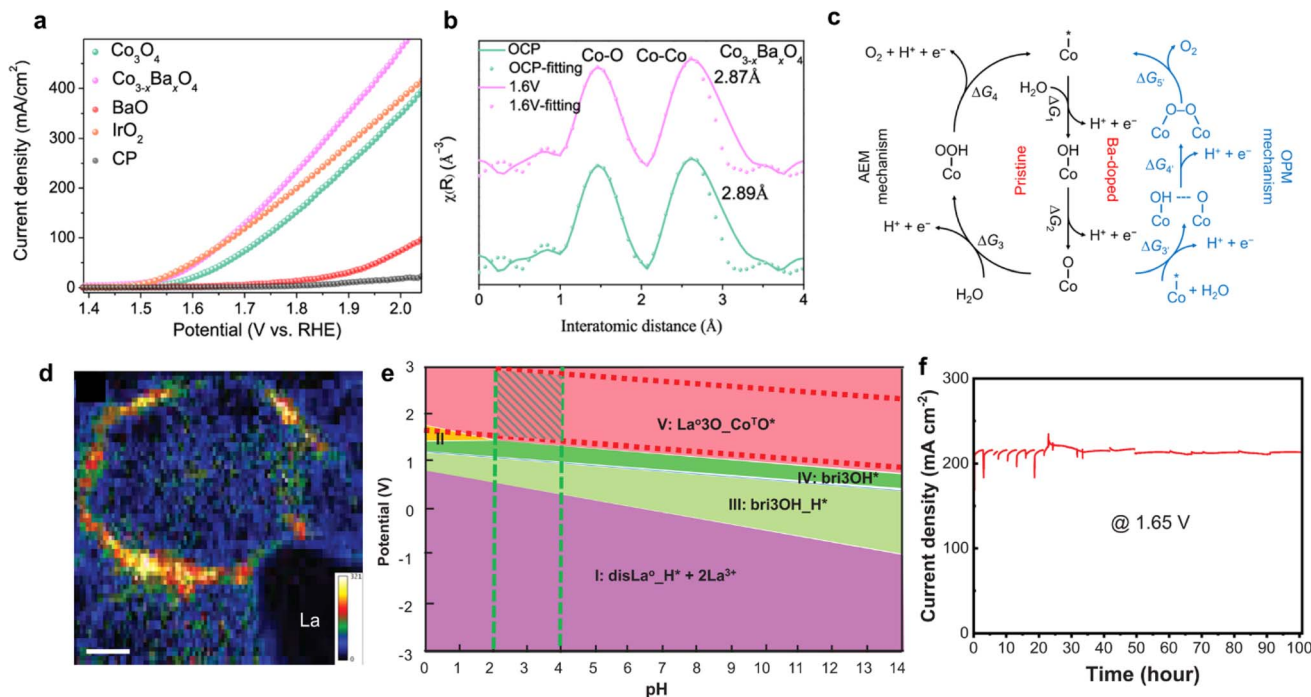 a
Current density (mA/cm²)
500
400
300
200
100
0
Co₃O₄
Co₃₋ₓBaₓO₄
BaO
IrO₂
CP
1.4 1.5 1.6 1.7 1.8 1.9 2.0
Potential (V vs. RHE)
b
χ(R) (Å⁻³)
OCP
OCP-fitting
1.6V
1.6V-fitting
Co–O Co–Co Co₃₋ₓBaₓO₄
2.87Å
2.89Å
0 1 2 3 4
Interatomic distance (Å)
c
AEM mechanism
Pristine
Ba-doped
OPM mechanism
*
Co
O₂ + H⁺ + e⁻
ΔG₄
OOH
Co
H⁺ + e⁻
ΔG₃
H₂O
H₂O
ΔG₁
H⁺ + e⁻
OH
Co
ΔG₂
H⁺ + e⁻
O
Co
O₂
ΔG₅'
O–O
Co Co
ΔG₄'
H⁺ + e⁻
OH --- O
Co Co
ΔG₃'
H⁺ + e⁻
*
Co + H₂O
d
La
321
0
e
Potential (V)
3
2
1
0
-1
-2
-3
II
V: Laᵒ3O_CoᵀO*
IV: bri3OH*
III: bri3OH_H*
I: disLaᵒ_H* + 2La³⁺
0 1 2 3 4 5 6 7 8 9 10 11 12 13 14
pH
f
Current density (mA cm⁻²)
300
200
100
0
@ 1.65 V
0 10 20 30 40 50 60 70 80 90 100
Time (hour)